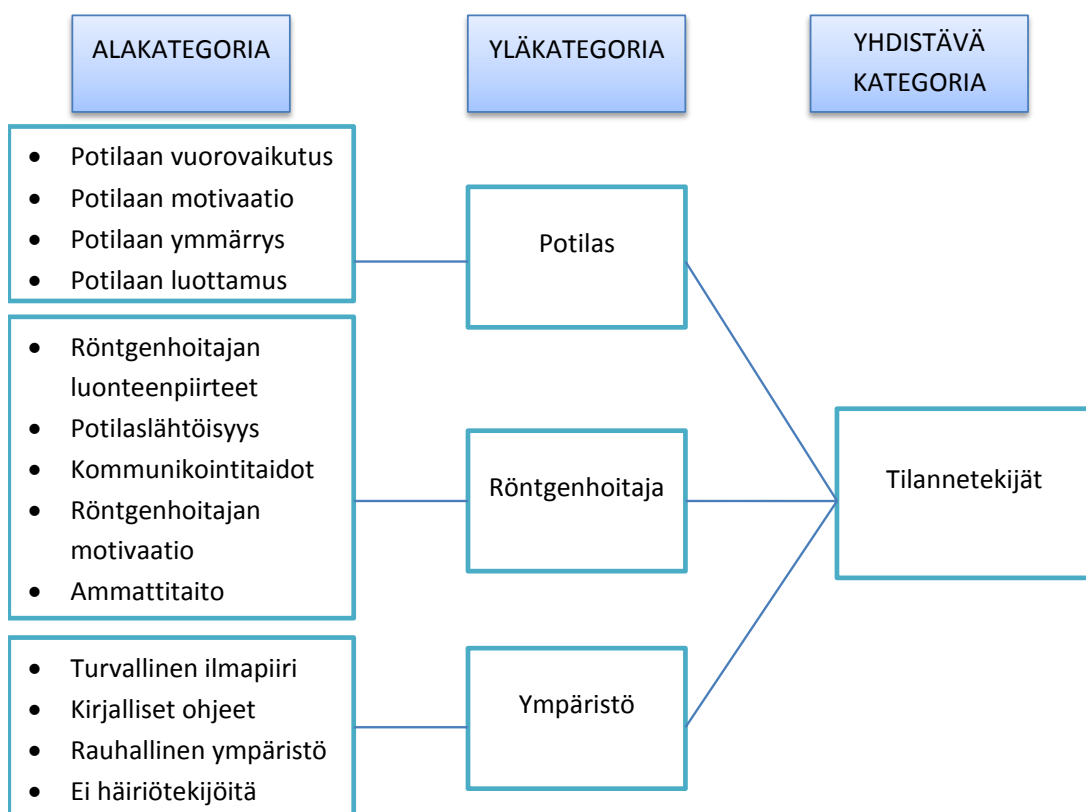 ALAKATEGORIA
YLÄKATEGORIA
YHDISTÄVÄ
KATEGORIA
• Potilaan vuorovaikutus
• Potilaan motivaatio
• Potilaan ymmärrys
• Potilaan luottamus
Potilas
• Röntgenhoitajan
luonteenpiirteet
• Potilaslähtöisyys
• Kommunikointitaidot
• Röntgenhoitajan
motivaatio
• Ammattitaito
Röntgenhoitaja
Tilannetekijät
• Turvallinen ilmapiiri
• Kirjalliset ohjeet
• Rauhallinen ympäristö
• Ei häiriötekijöitä
Ympäristö